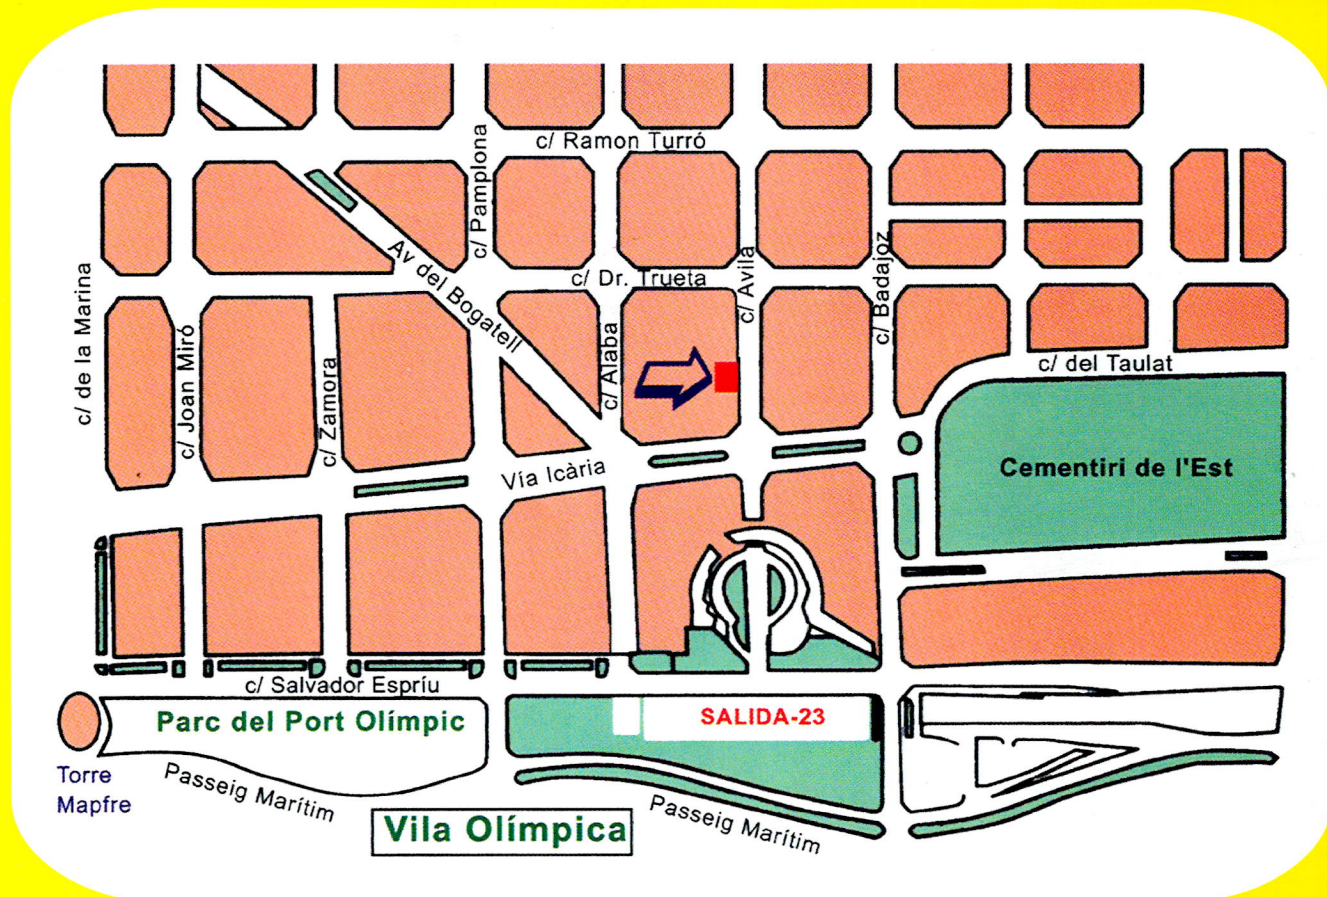 c/ Ramon Turró
c/ Pamplona
Av del Bogatell
c/ Dr. Trueta
c/ Avila
c/ Badajoz
c/ de la Marina
c/ Joan Miró
c/ Zamora
c/ Alaba
c/ del Taulat
Cementiri de l'Est
Vía Icària
c/ Salvador Espríu
Parc del Port Olímpic
SALIDA-23
Torre
Mapfre
Passeig Marítim
Passeig Marítim
Vila Olímpica